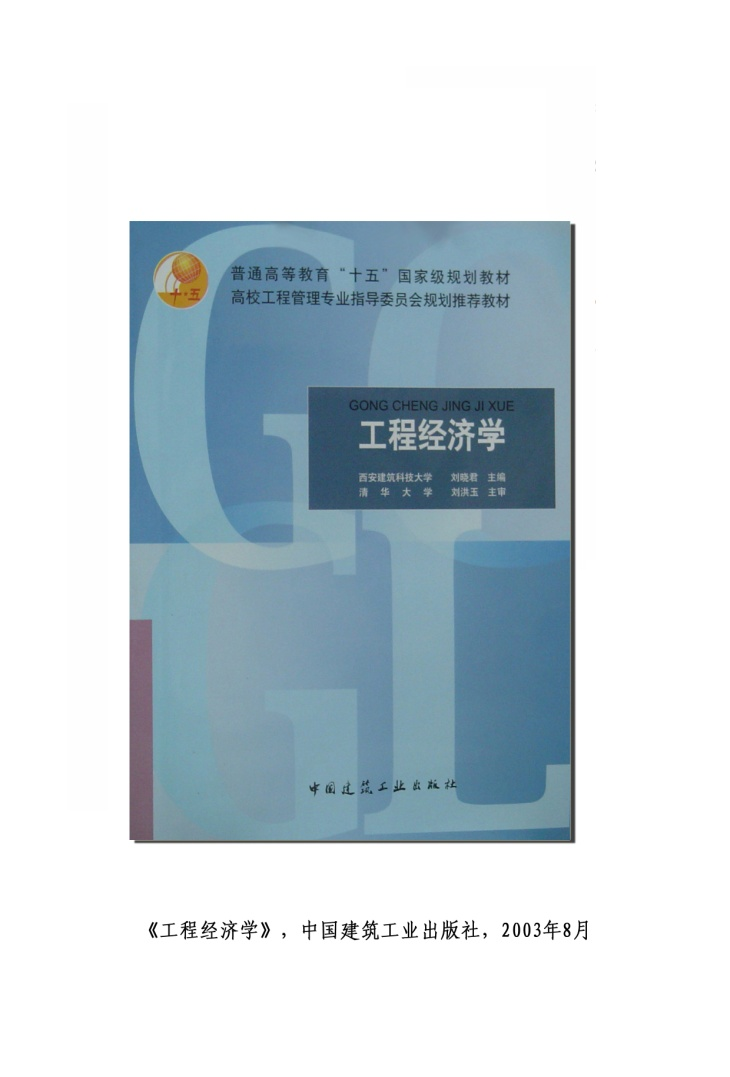 普通高等教育“十五”国家级规划教材
高校工程管理专业指导委员会规划推荐教材
十·五
GONG CHENG JING JI XUE
工程经济学
西安建筑科技大学 刘晓君 主编
清华大学 刘洪玉 主审
中国建筑工业出版社
《工程经济学》，中国建筑工业出版社，2003年8月